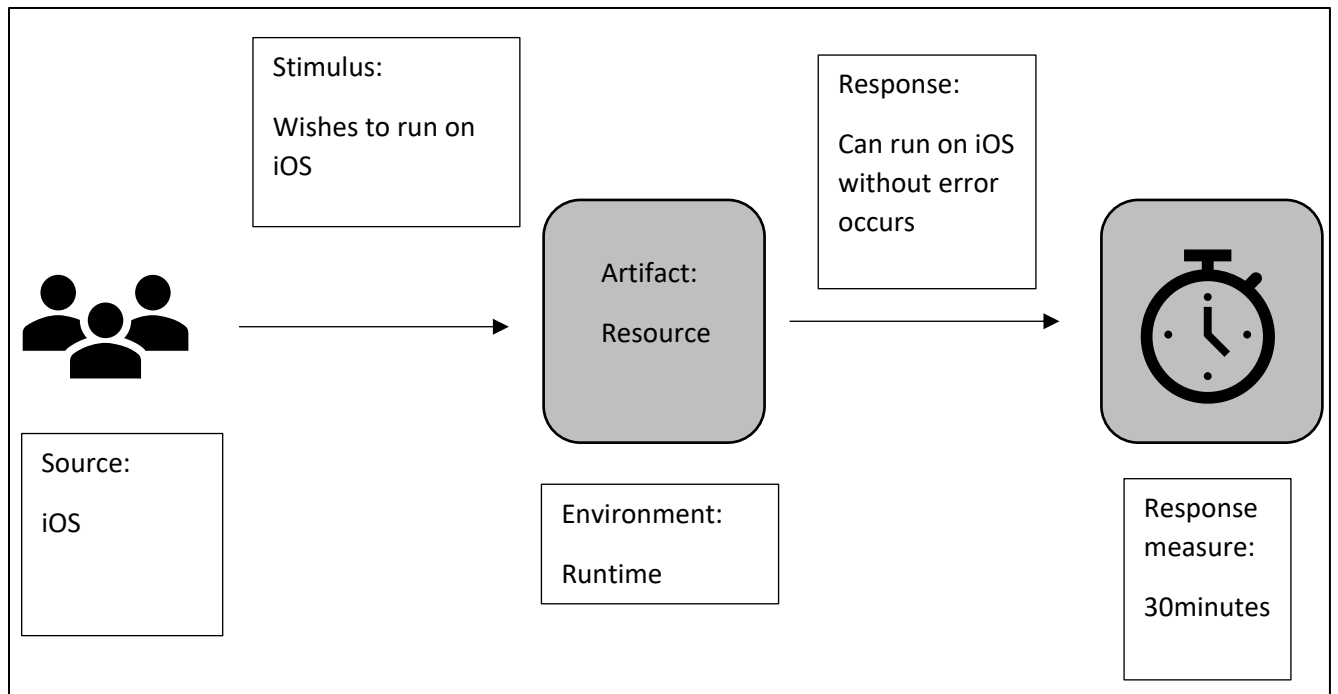 Stimulus:
Wishes to run on
iOS
Response:
Can run on iOS
without error
occurs
Artifact:
Resource
Source:
iOS
Environment:
Runtime
Response
measure:
30minutes